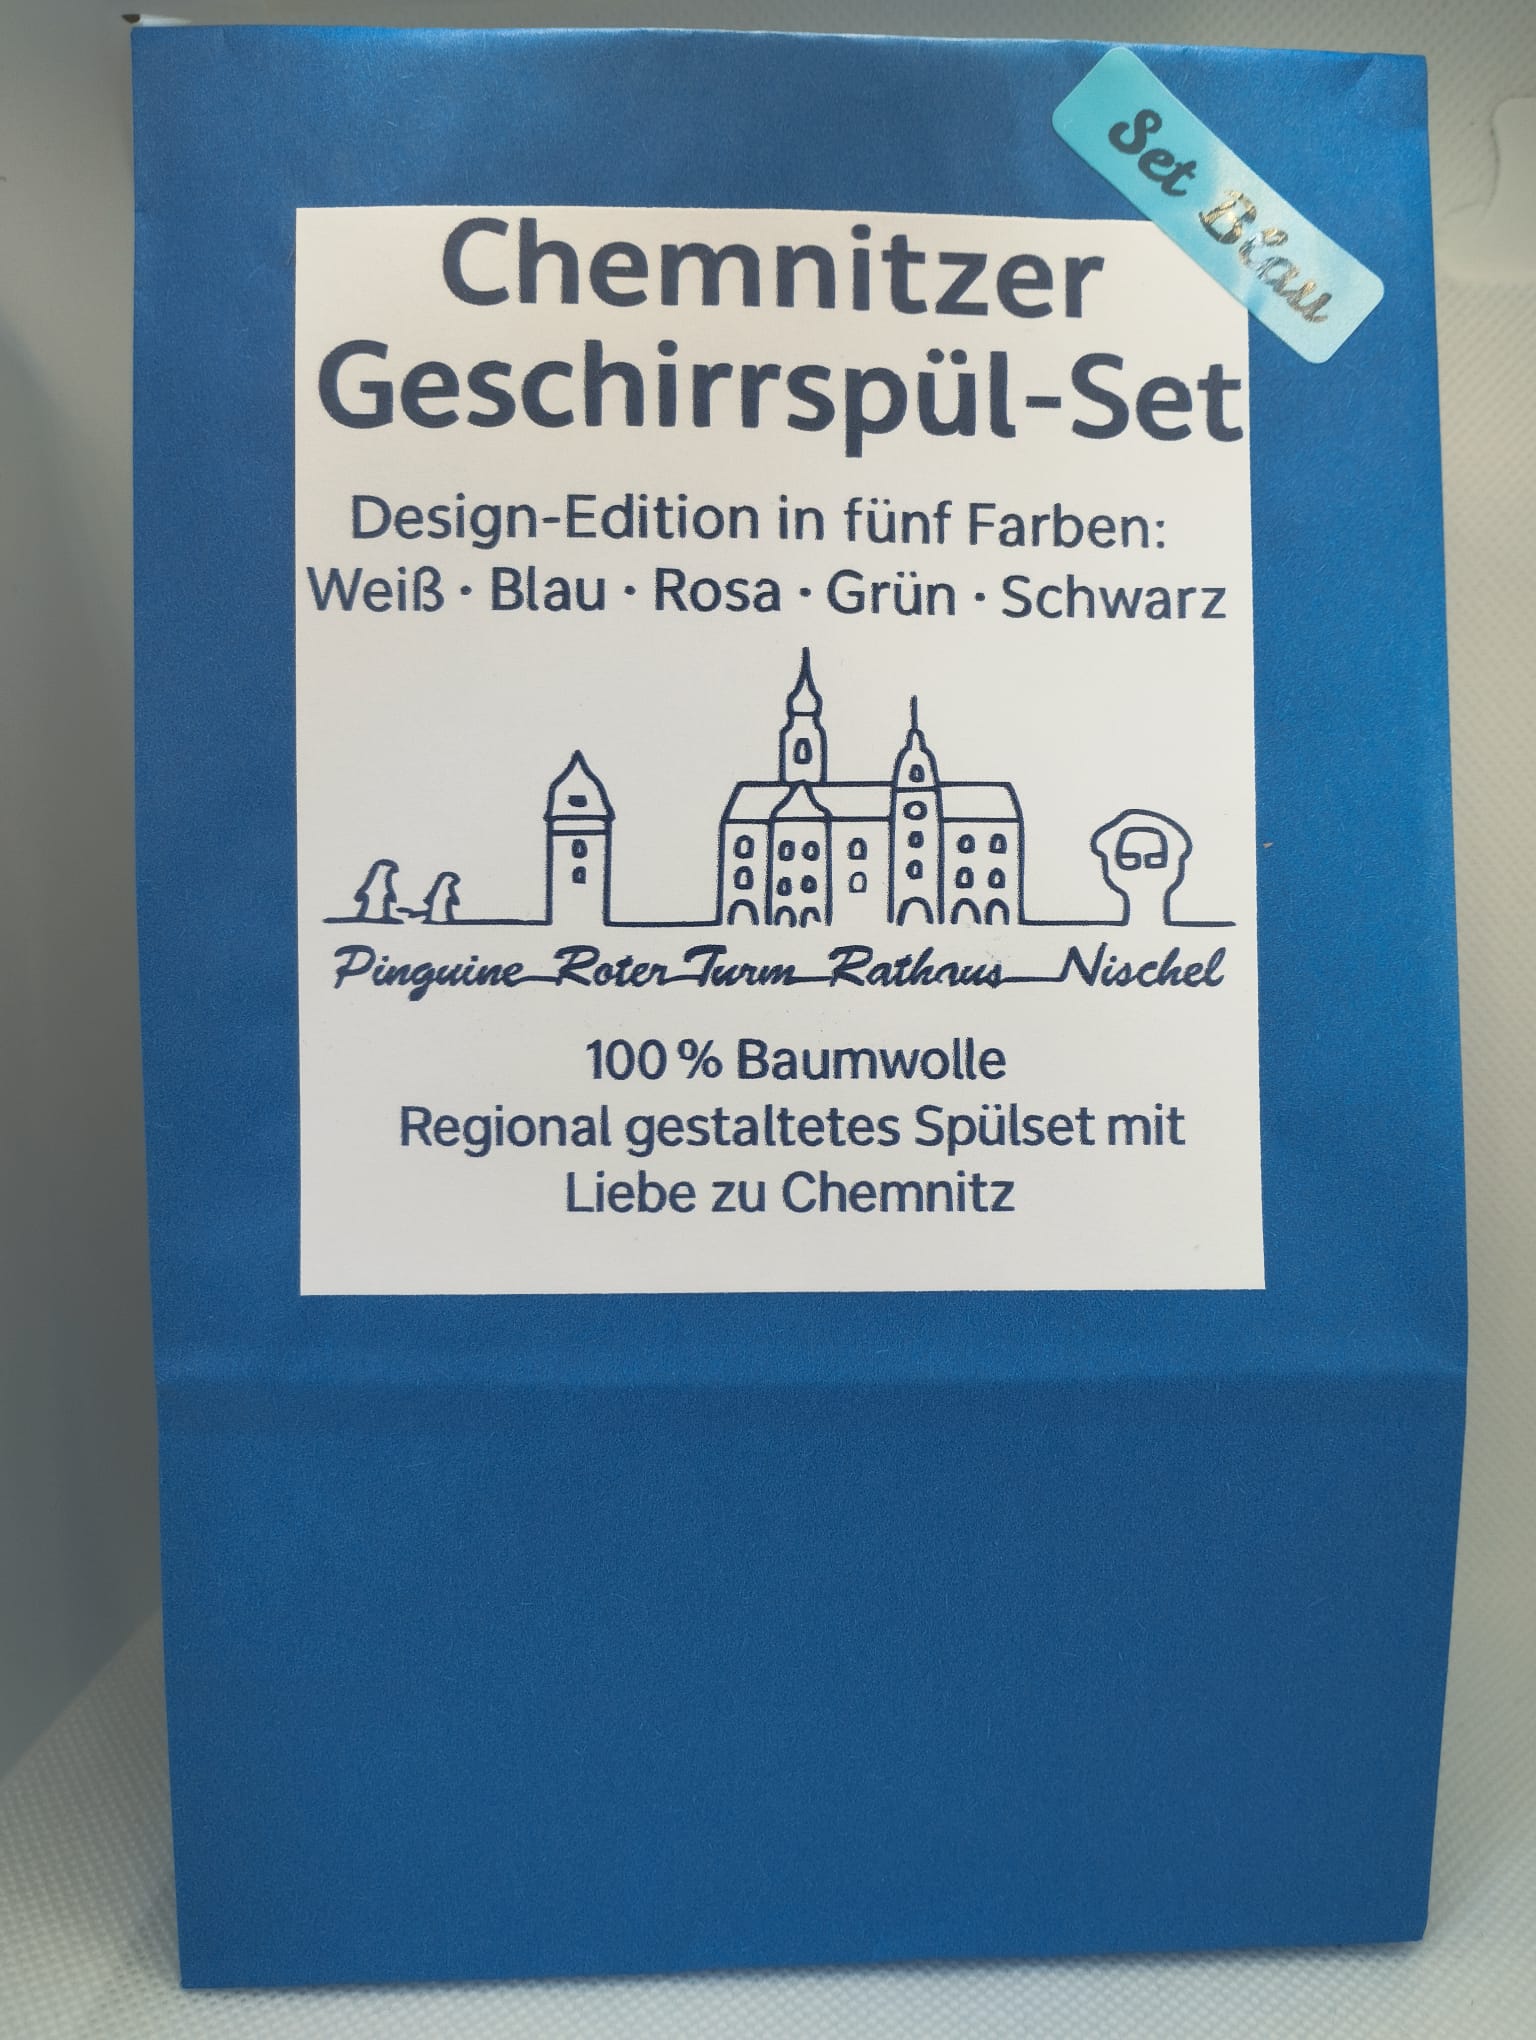 Set Blau
Chemnitzer
Geschirrspül-Set
Design-Edition in fünf Farben:
Weiß · Blau · Rosa · Grün · Schwarz
Pinguine Roter Turm Rathaus Nischel
100 % Baumwolle
Regional gestaltetes Spülset mit
Liebe zu Chemnitz